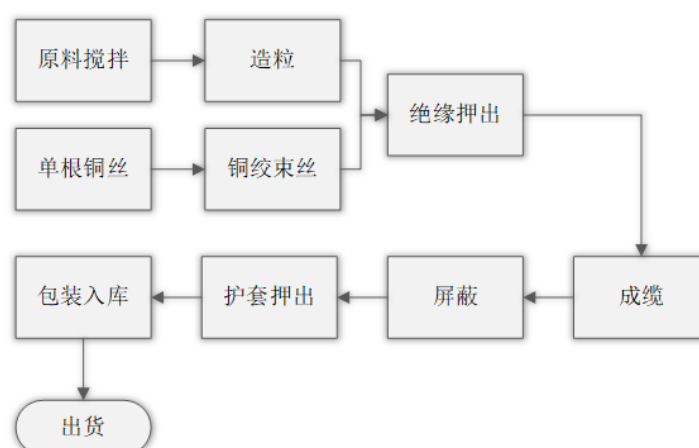 原料搅拌
造粒
绝缘押出
单根铜丝
铜绞束丝
包装入库
护套押出
屏蔽
成缆
出货